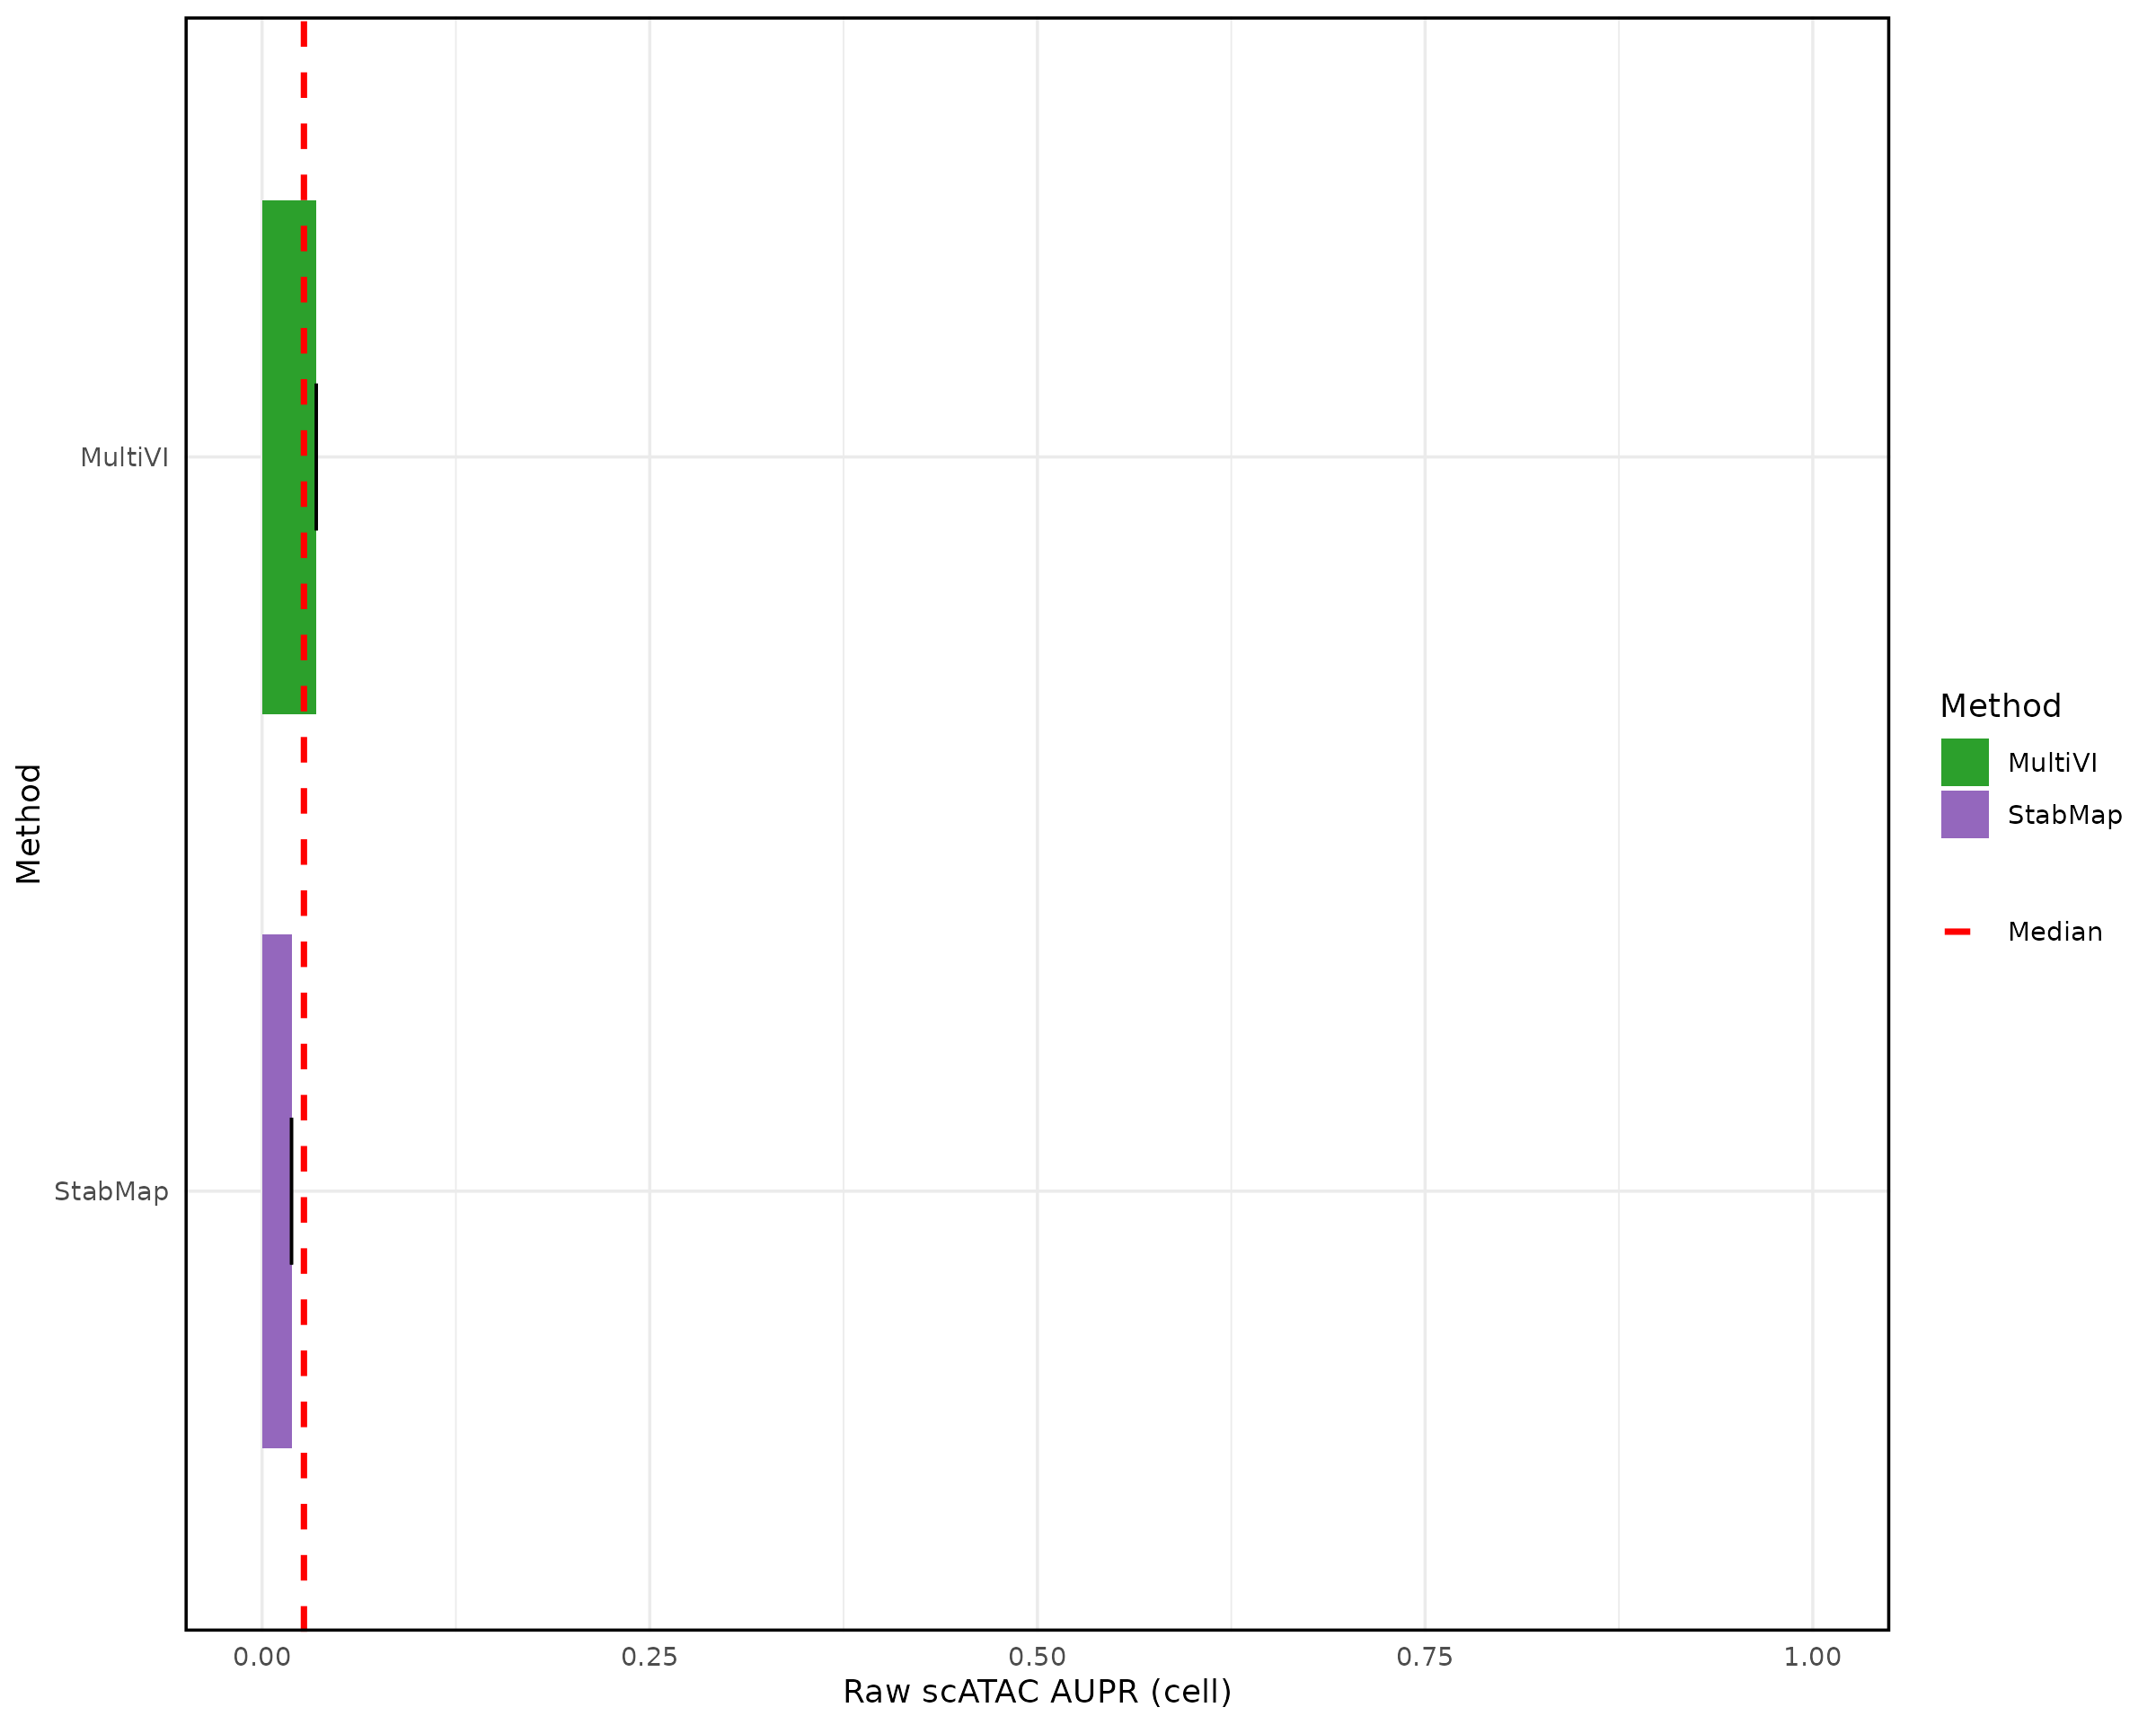 Method
MultiVI
StabMap
0.00
0.25
0.50
0.75
1.00
Raw scATAC AUPR (cell)
Method
MultiVI
StabMap
Median